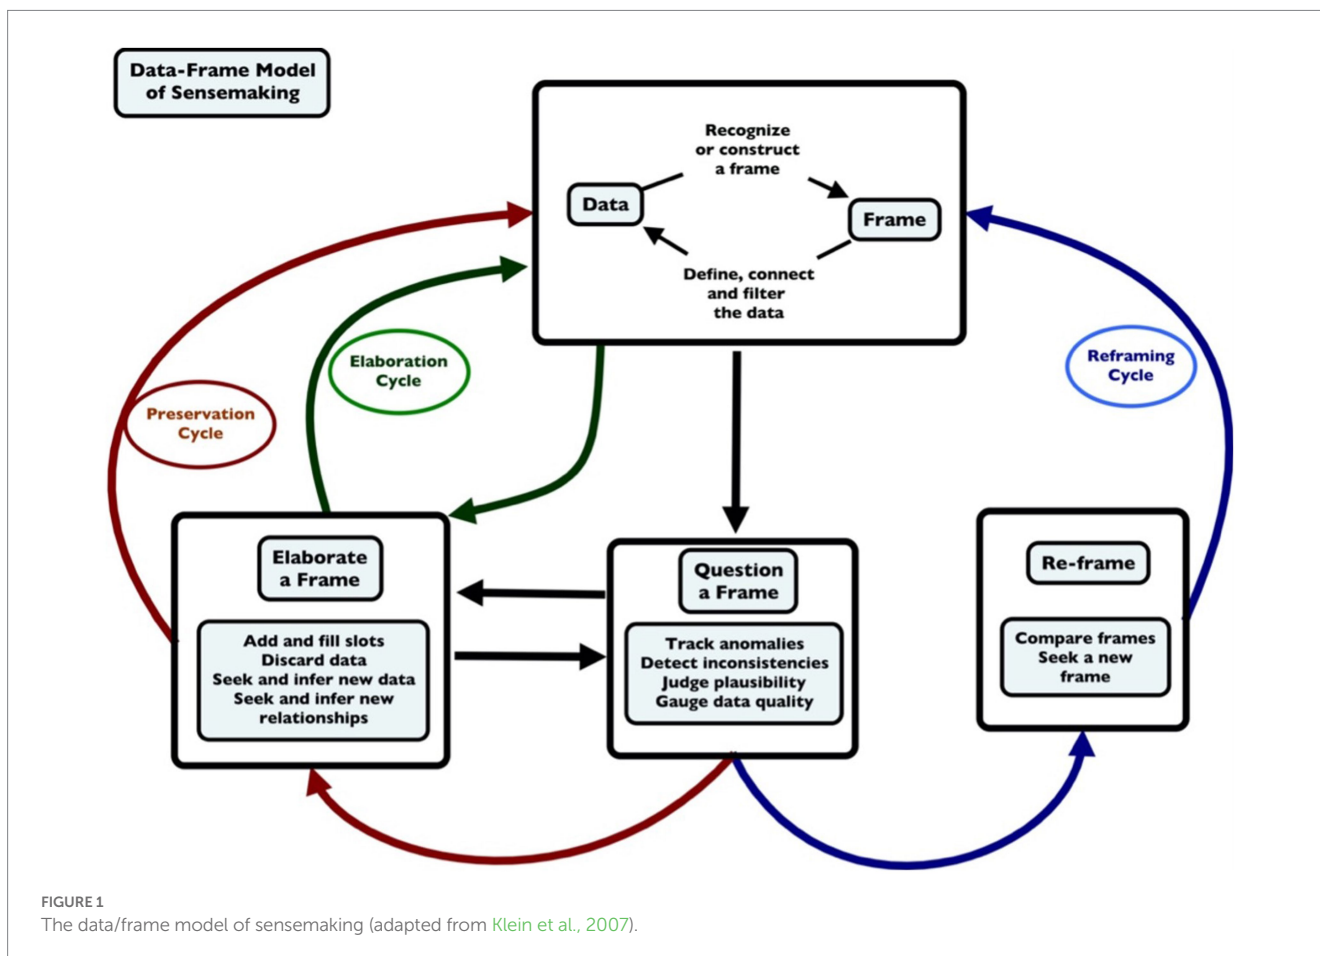 Data-Frame Model
of Sensemaking
Recognize
or construct
a frame
Data
Frame
Define, connect
and filter
the data
Elaboration
Cycle
Reframing
Cycle
Preservation
Cycle
Elaborate
a Frame
Add and fill slots
Discard data
Seek and infer new data
Seek and infer new
relationships
Question
a Frame
Track anomalies
Detect inconsistencies
Judge plausibility
Gauge data quality
Re-frame
Compare frames
Seek a new
frame
FIGURE 1
The data/frame model of sensemaking (adapted from Klein et al., 2007).